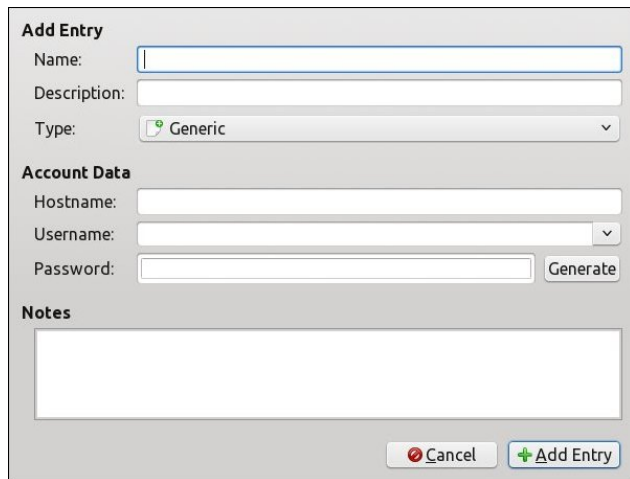 Add Entry
Name:
Description:
Type: Generic
Account Data
Hostname:
Username:
Password: Generate
Notes
Cancel Add Entry